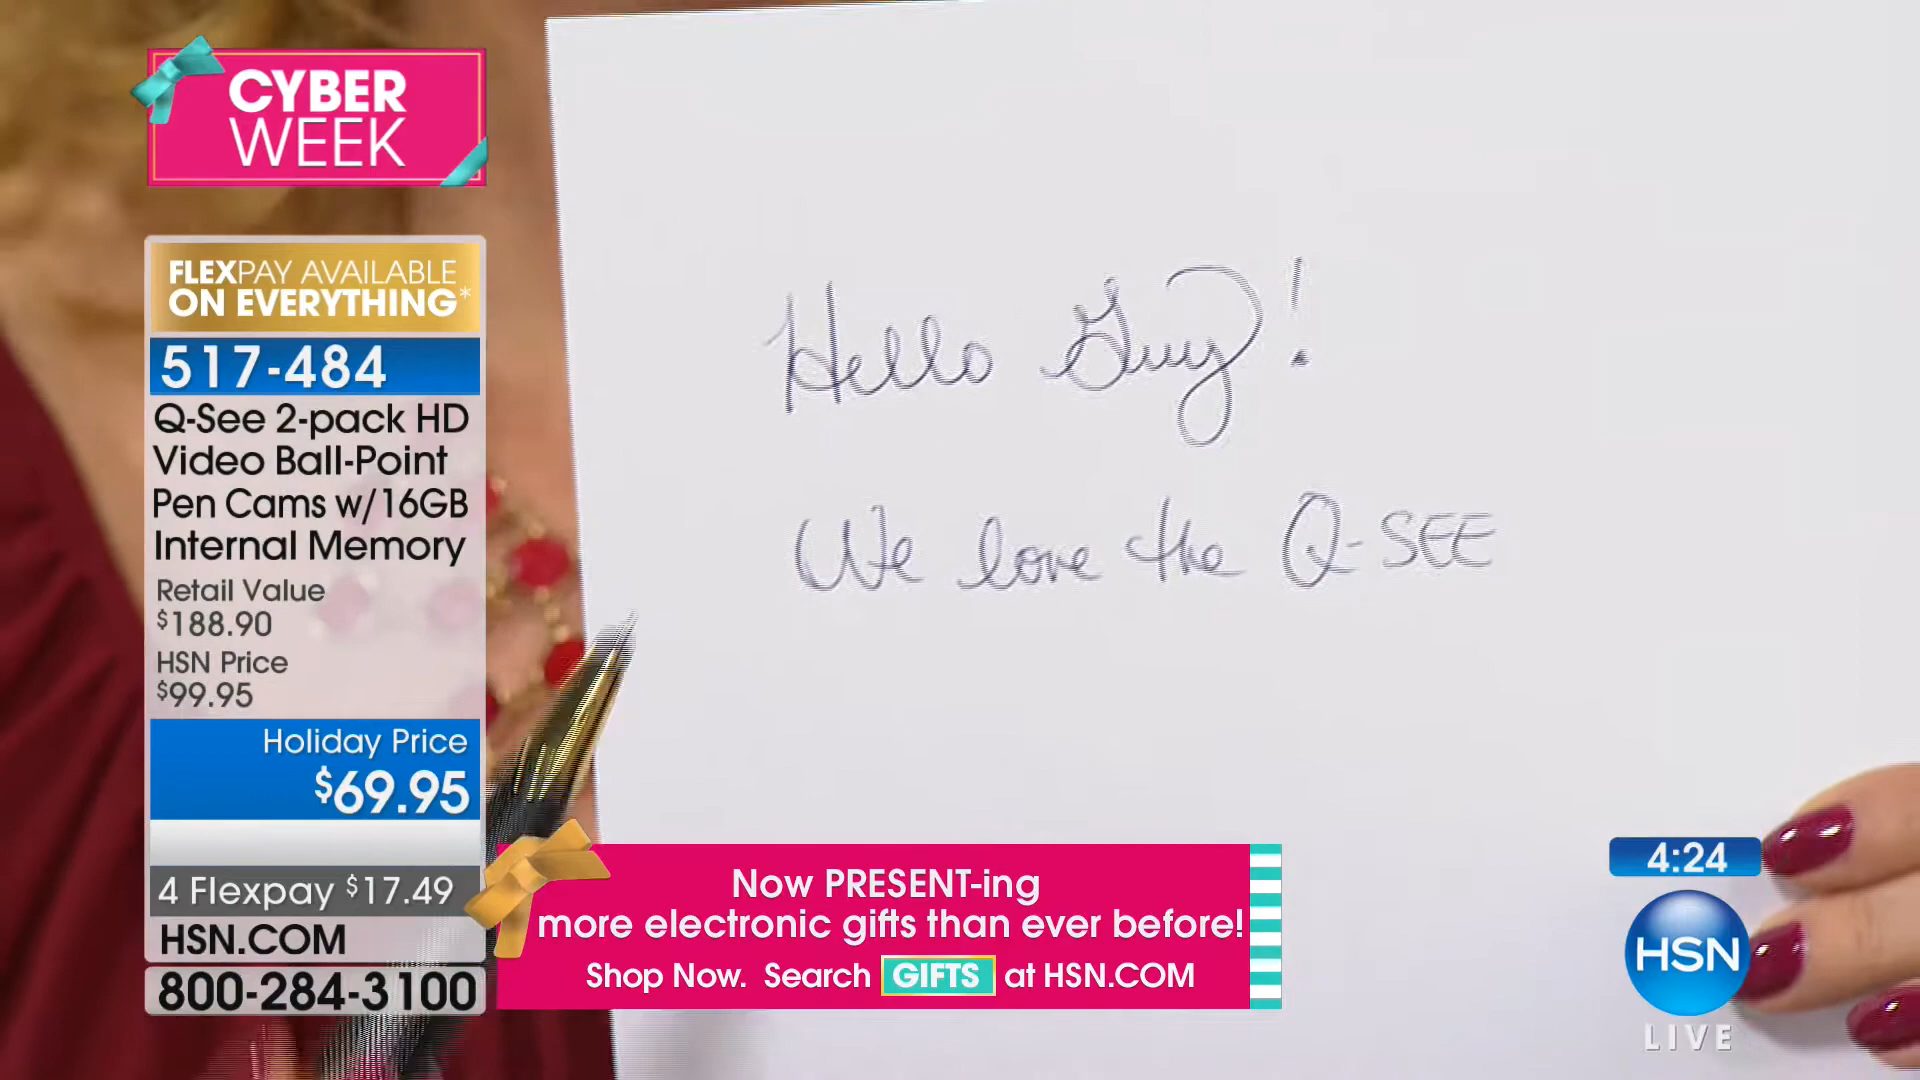 CYBER
WEEK
FLEXPAY AVAILABLE
ON EVERYTHING*
517-484
Q-See 2-pack HD
Video Ball-Point
Pen Cams w/16GB
Internal Memory
Retail Value
$188.90
HSN Price
$99.95
Holiday Price
$69.95
4 Flexpay $17.49
HSN.COM
800-284-3100
Hello Guy!
We love the Q-SEE
Now PRESENT-ing
more electronic gifts than ever before!
Shop Now. Search GIFTS at HSN.COM
4:24
HSN
LIVE